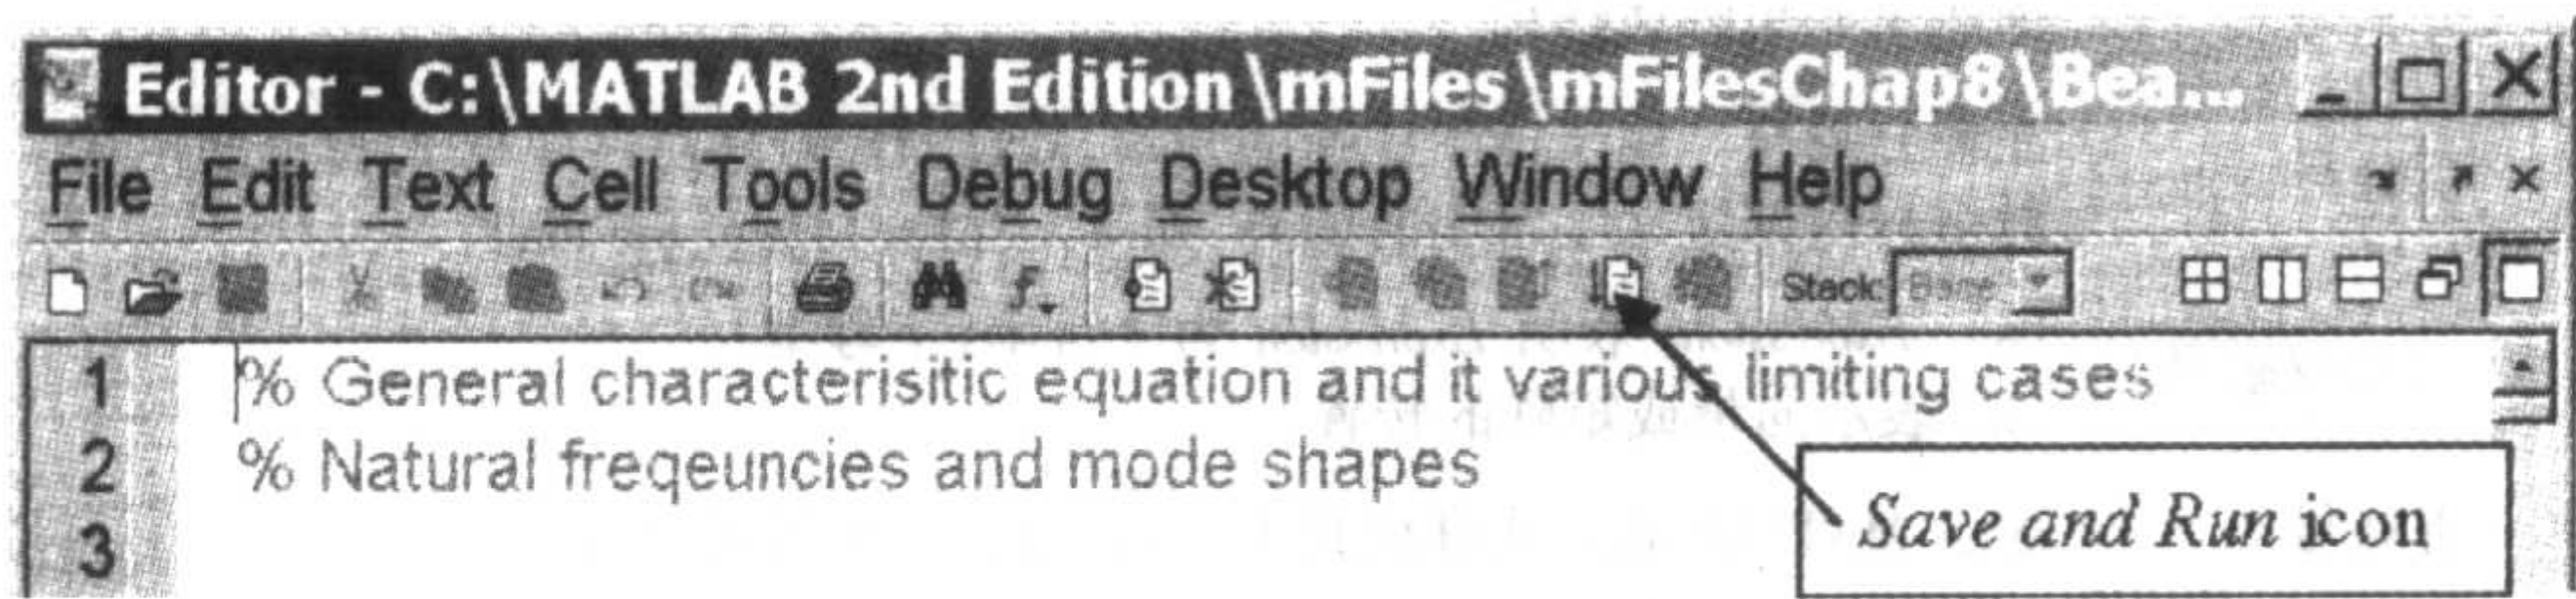 Editor - C:\MATLAB 2nd Edition\mFiles\mFilesChap8\Bea...
File Edit Text Cell Tools Debug Desktop Window Help
Stack: Base
1 % General characterisitic equation and it various limiting cases
2 % Natural freqeuncies and mode shapes
3
Save and Run icon